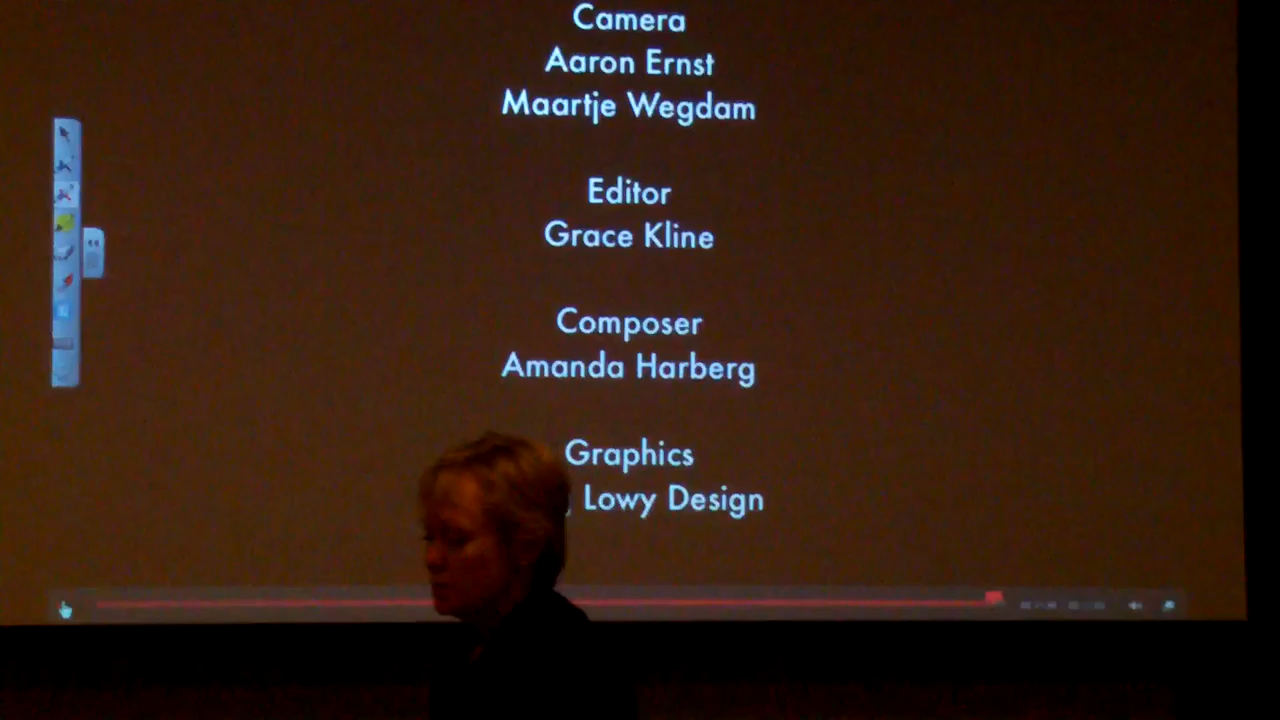 Camera
Aaron Ernst
Maartje Wegdam
Editor
Grace Kline
Composer
Amanda Harberg
Graphics
Lowy Design